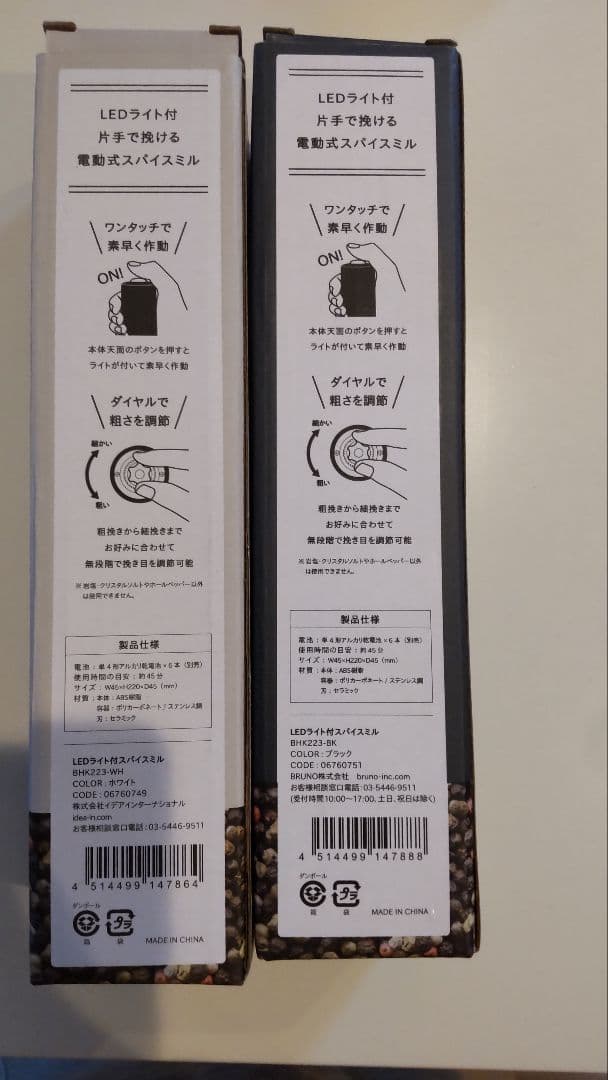 LEDライト付
片手で挽ける
電動式スパイスミル
ワンタッチで
素早く作動
ON!
本体天面のボタンを押すと
ライトが付いて素早く作動
ダイヤルで
粗さを調節
細かい
粗い
粗挽きから細挽きまで
お好みに合わせて
無段階で挽き目を調節可能
※岩塩・クリスタルソルトやホールペッパー以外
は使用できません。
製品仕様
電池：単4形アルカリ乾電池×6本（別売）
使用時間の目安：約45分
サイズ：W45×H220×D45（mm）
材質：本体：ABS樹脂
容器：ポリカーボネート / ステンレス鋼
刃：セラミック
LEDライト付スパイスミル
BHK223-WH
COLOR：ホワイト
CODE：06760749
株式会社イデアインターナショナル
idea-in.com
お客様相談窓口電話：03-5446-9511
4 514499 147864
ダンボール
箱
プラ
袋
MADE IN CHINA
LEDライト付
片手で挽ける
電動式スパイスミル
ワンタッチで
素早く作動
ON!
本体天面のボタンを押すと
ライトが付いて素早く作動
ダイヤルで
粗さを調節
細かい
粗い
粗挽きから細挽きまで
お好みに合わせて
無段階で挽き目を調節可能
※岩塩・クリスタルソルトやホールペッパー以外
は使用できません。
製品仕様
電池：単4形アルカリ乾電池×6本（別売）
使用時間の目安：約45分
サイズ：W45×H220×D45（mm）
材質：本体：ABS樹脂
容器：ポリカーボネート / ステンレス鋼
刃：セラミック
LEDライト付スパイスミル
BHK223-BK
COLOR：ブラック
CODE：06760751
BRUNO株式会社 bruno-inc.com
お客様相談窓口電話：03-5446-9511
(受付時間10:00〜17:00、土日、祝日は除く)
4 514499 147888
ダンボール
箱
プラ
袋
MADE IN CHINA